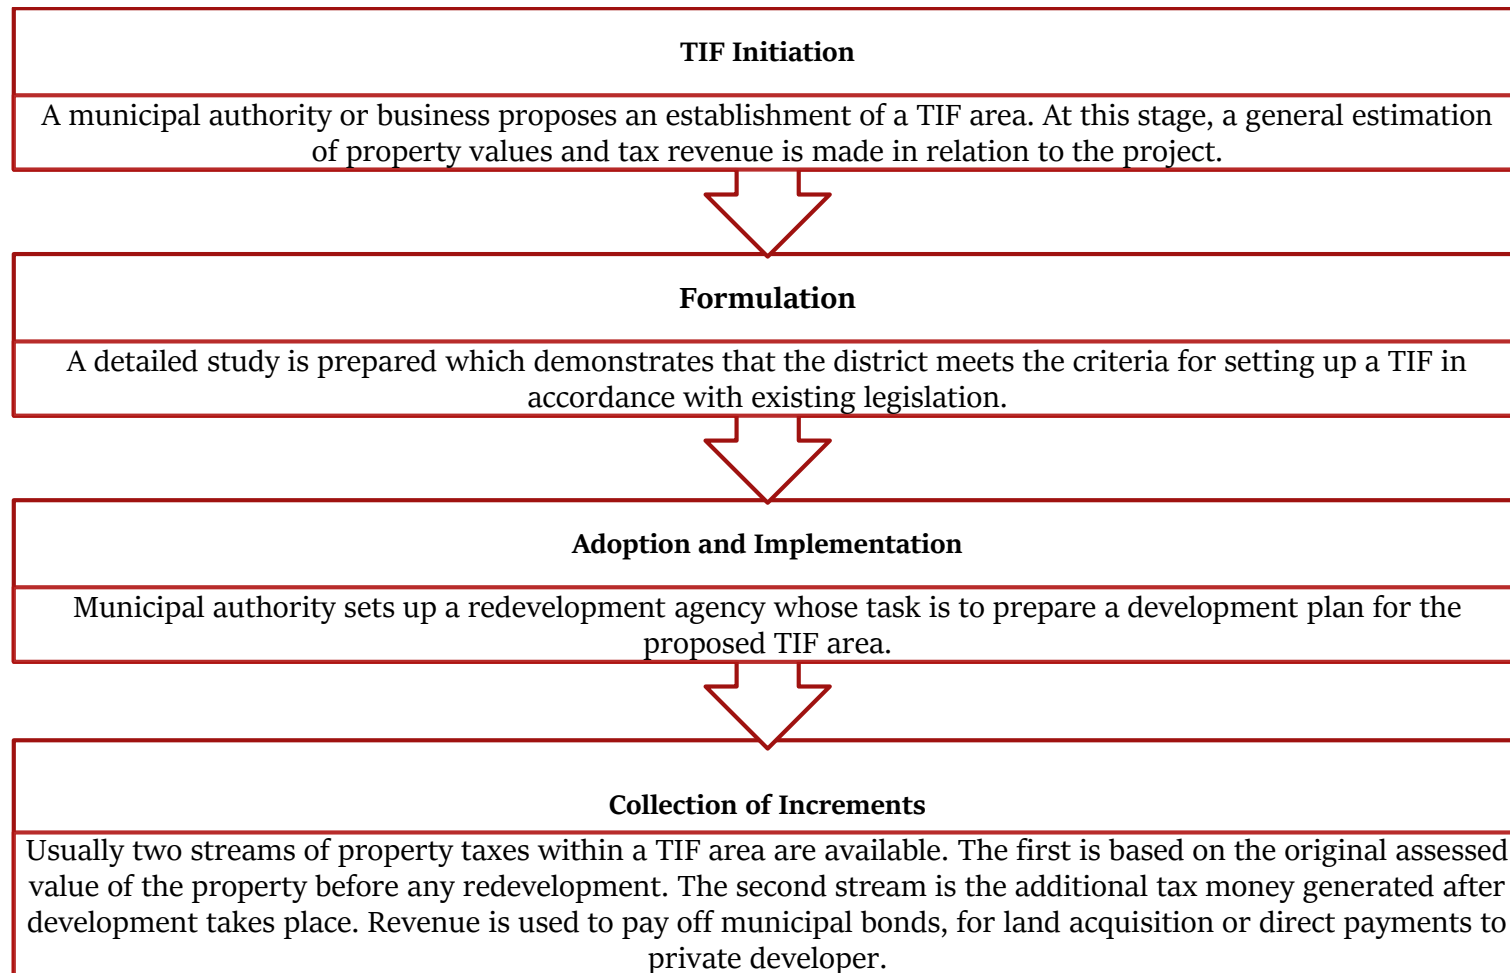 TIF Initiation
A municipal authority or business proposes an establishment of a TIF area. At this stage, a general estimation
of property values and tax revenue is made in relation to the project.
Formulation
A detailed study is prepared which demonstrates that the district meets the criteria for setting up a TIF in
accordance with existing legislation.
Adoption and Implementation
Municipal authority sets up a redevelopment agency whose task is to prepare a development plan for the
proposed TIF area.
Collection of Increments
Usually two streams of property taxes within a TIF area are available. The first is based on the original assessed
value of the property before any redevelopment. The second stream is the additional tax money generated after
development takes place. Revenue is used to pay off municipal bonds, for land acquisition or direct payments to
private developer.